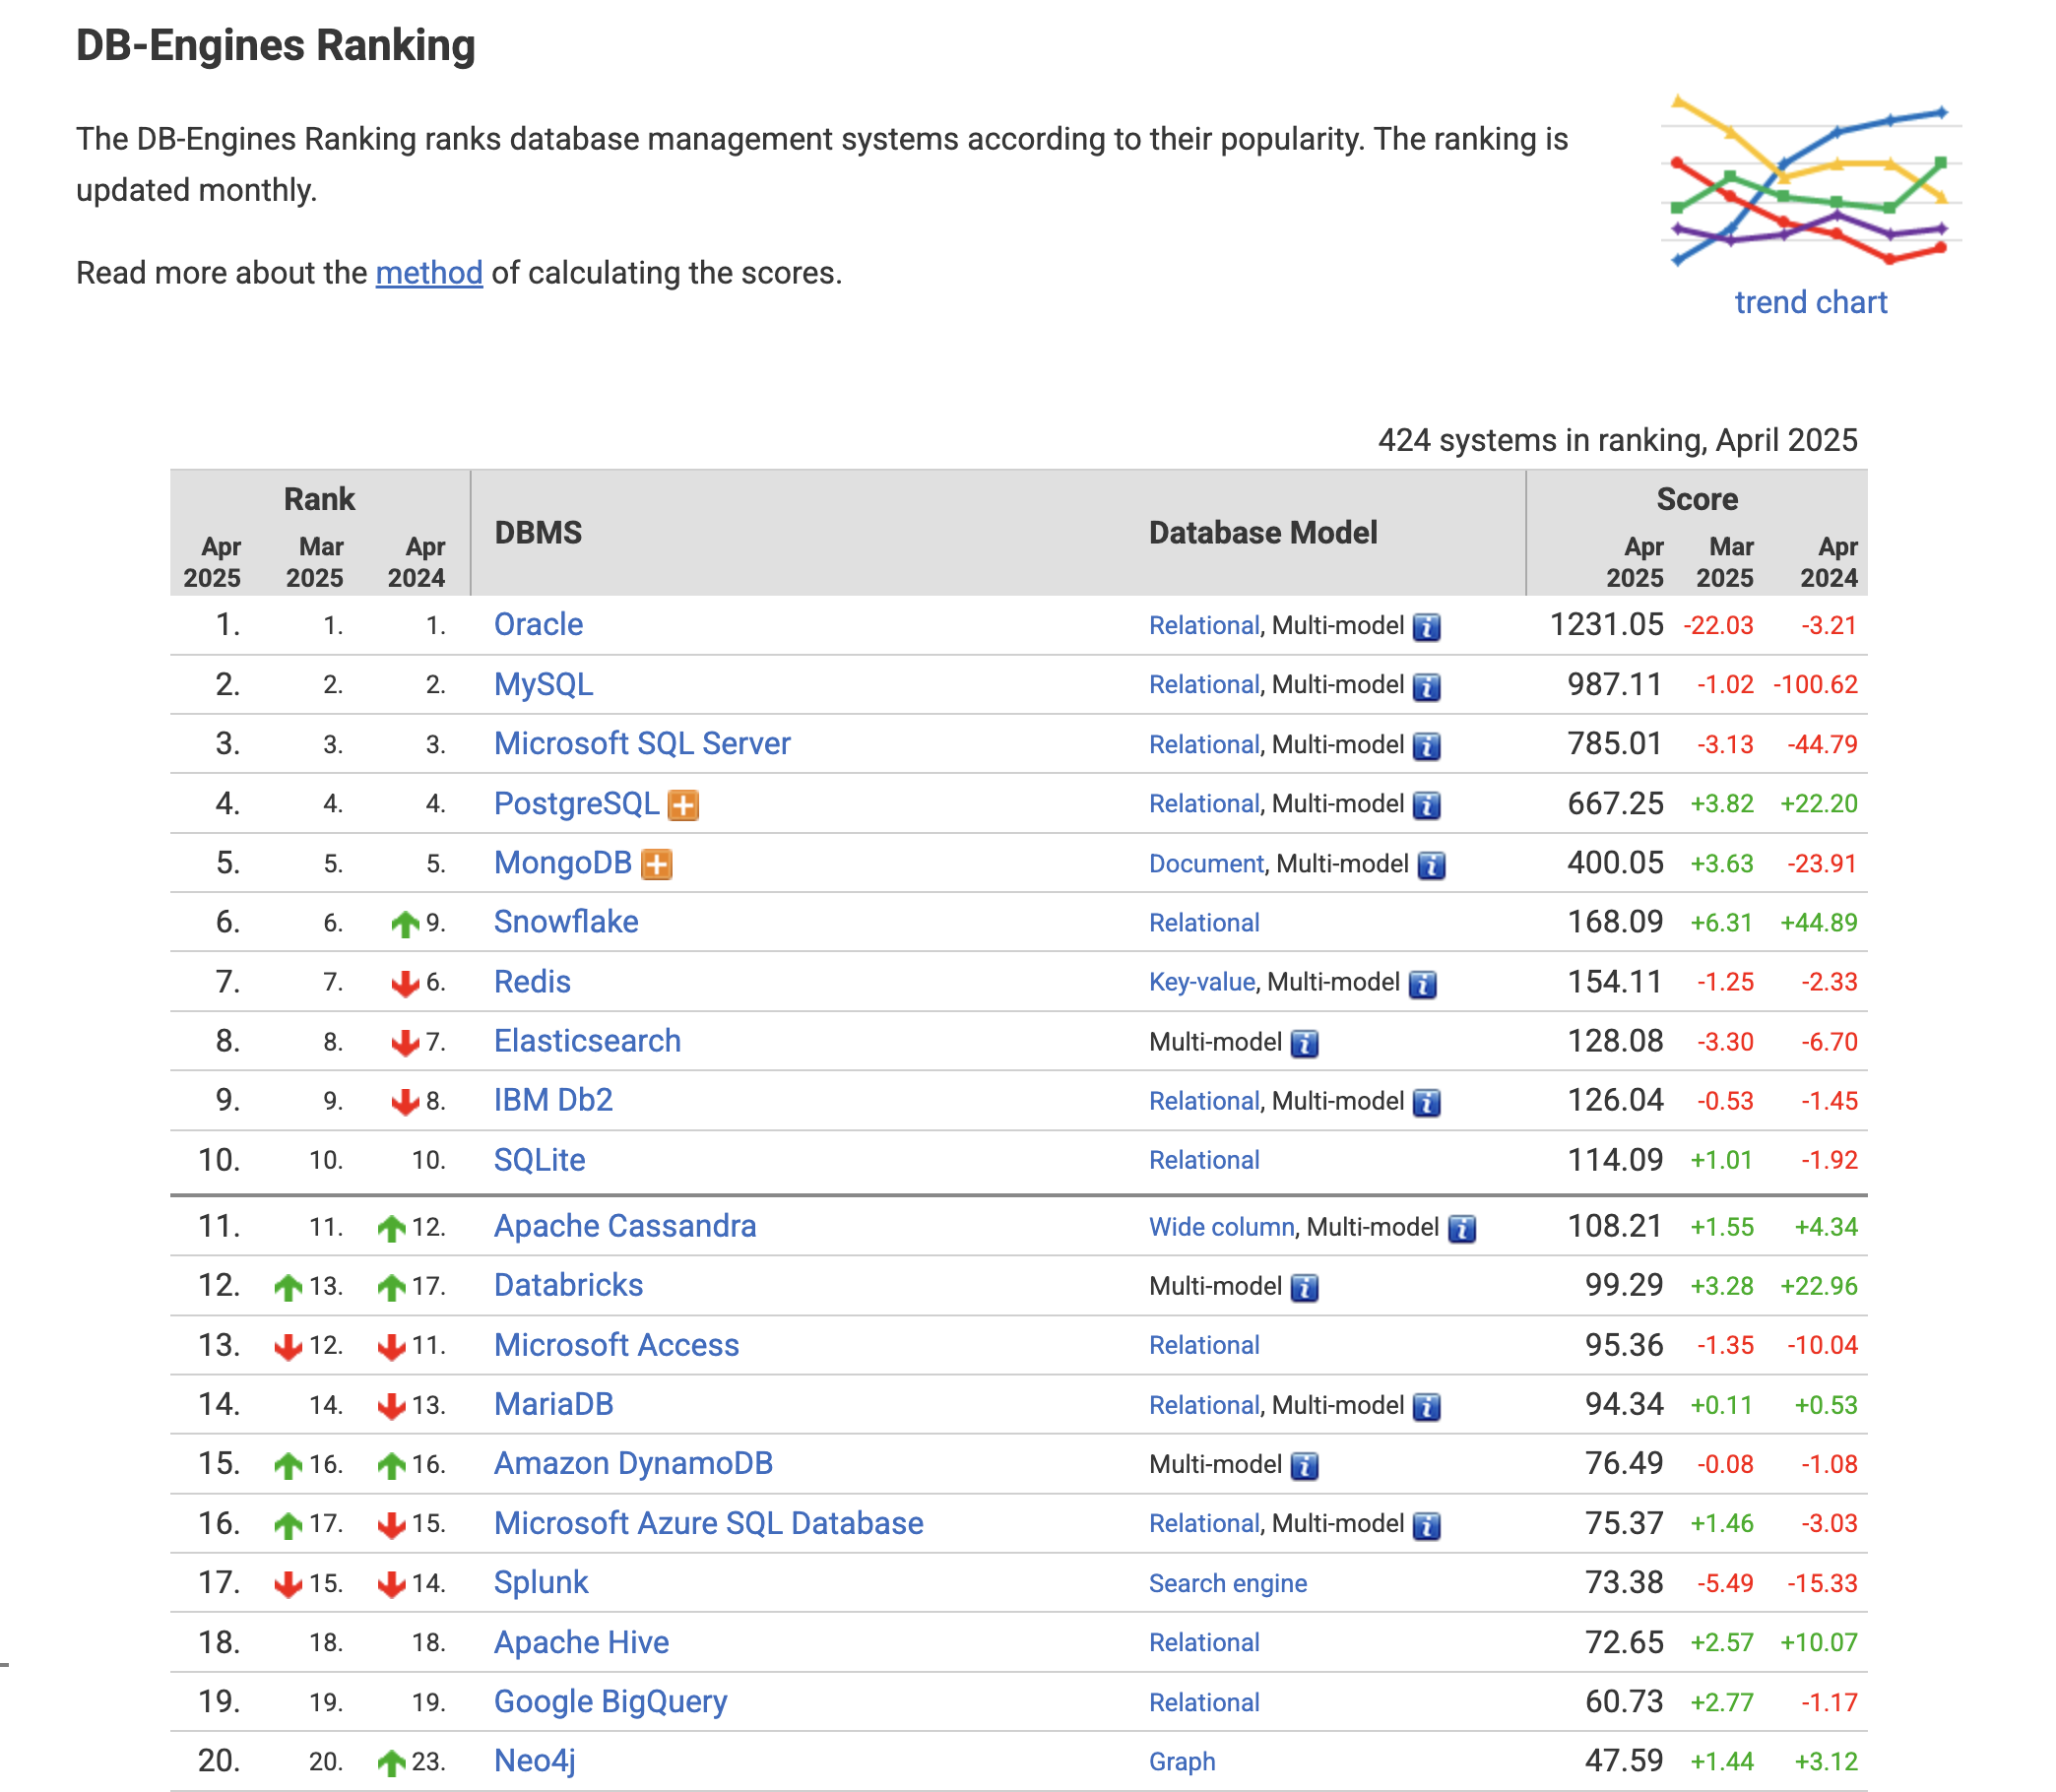 DB-Engines Ranking
The DB-Engines Ranking ranks database management systems according to their popularity. The ranking is
updated monthly.
Read more about the method of calculating the scores.
trend chart
424 systems in ranking, April 2025
Rank DBMS Database Model Score
Apr 2025 Mar 2025 Apr 2024 Apr 2025 Mar 2025 Apr 2024
1. 1. 1. Oracle Relational, Multi-model i 1231.05 -22.03 -3.21
2. 2. 2. MySQL Relational, Multi-model i 987.11 -1.02 -100.62
3. 3. 3. Microsoft SQL Server Relational, Multi-model i 785.01 -3.13 -44.79
4. 4. 4. PostgreSQL Relational, Multi-model i 667.25 +3.82 +22.20
5. 5. 5. MongoDB Document, Multi-model i 400.05 +3.63 -23.91
6. 6. 9. Snowflake Relational 168.09 +6.31 +44.89
7. 7. 6. Redis Key-value, Multi-model i 154.11 -1.25 -2.33
8. 8. 7. Elasticsearch Multi-model i 128.08 -3.30 -6.70
9. 9. 8. IBM Db2 Relational, Multi-model i 126.04 -0.53 -1.45
10. 10. 10. SQLite Relational 114.09 +1.01 -1.92
11. 11. 12. Apache Cassandra Wide column, Multi-model i 108.21 +1.55 +4.34
12. 13. 17. Databricks Multi-model i 99.29 +3.28 +22.96
13. 12. 11. Microsoft Access Relational 95.36 -1.35 -10.04
14. 14. 13. MariaDB Relational, Multi-model i 94.34 +0.11 +0.53
15. 16. 16. Amazon DynamoDB Multi-model i 76.49 -0.08 -1.08
16. 17. 15. Microsoft Azure SQL Database Relational, Multi-model i 75.37 +1.46 -3.03
17. 15. 14. Splunk Search engine 73.38 -5.49 -15.33
18. 18. 18. Apache Hive Relational 72.65 +2.57 +10.07
19. 19. 19. Google BigQuery Relational 60.73 +2.77 -1.17
20. 20. 23. Neo4j Graph 47.59 +1.44 +3.12